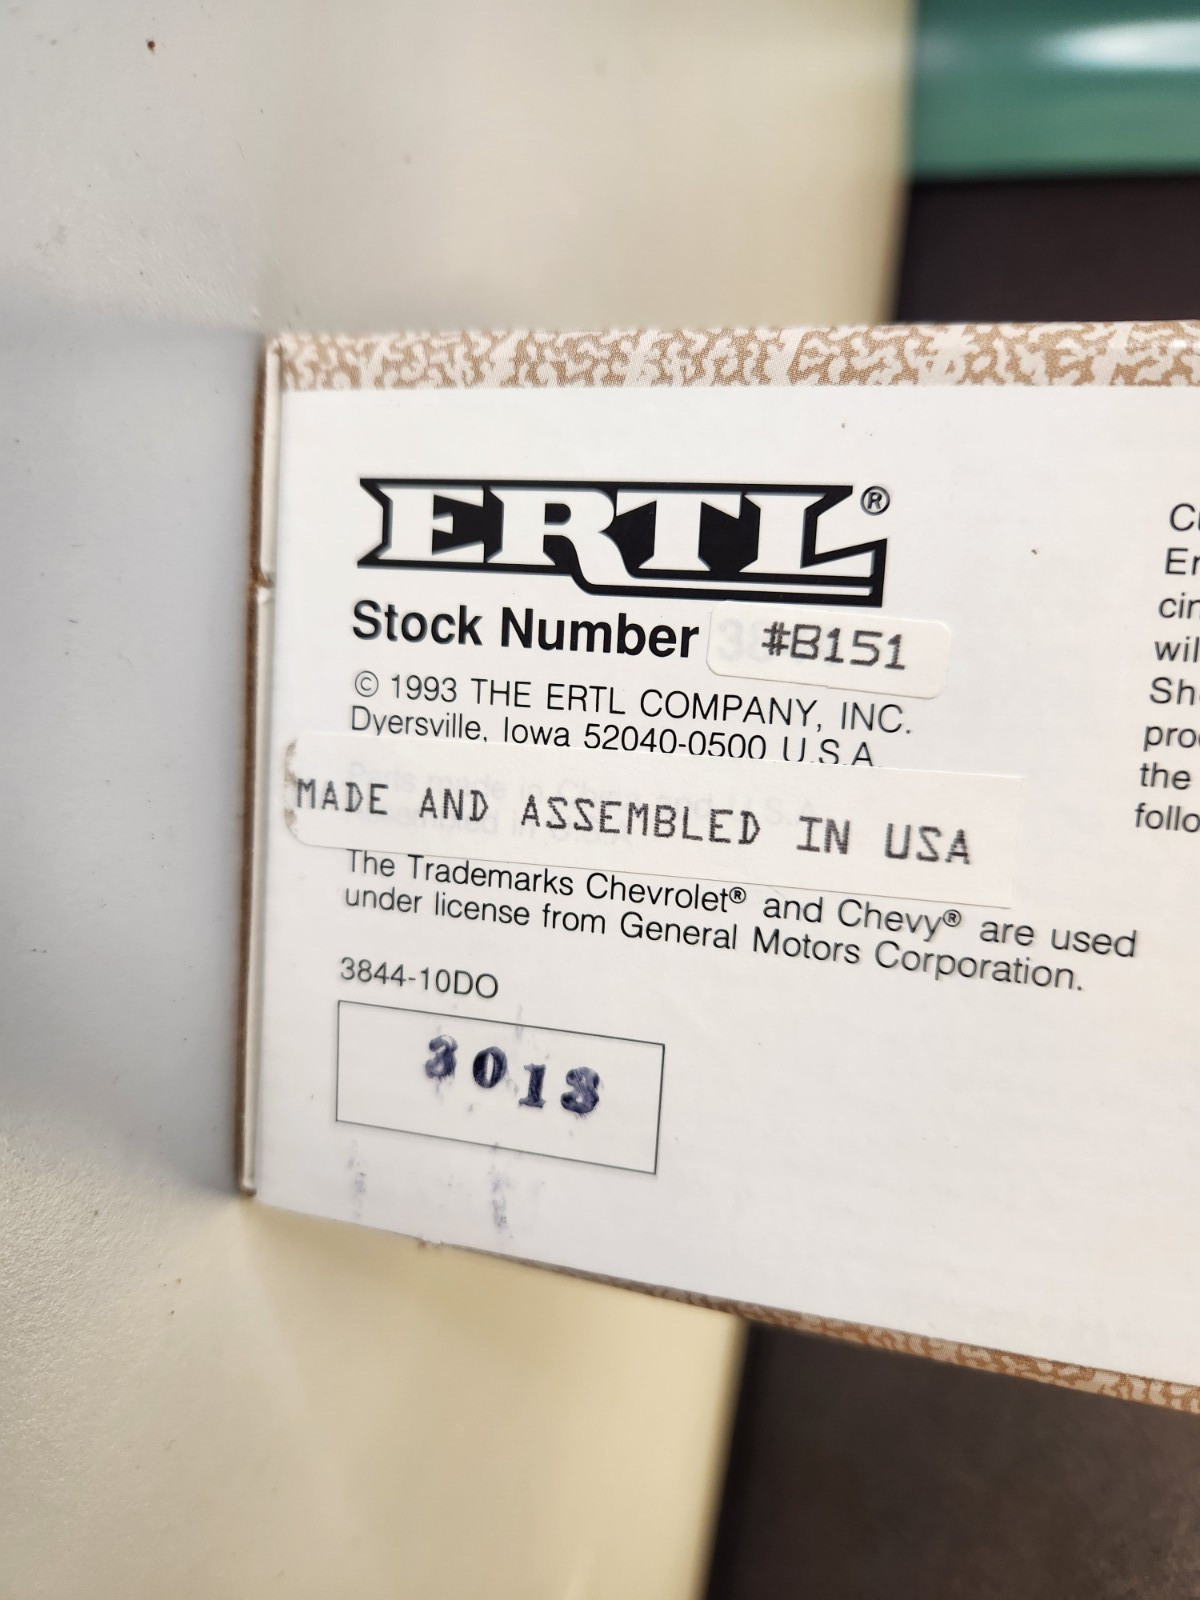 ERTL®
Stock Number #B151
© 1993 THE ERTL COMPANY, INC.
Dyersville, Iowa 52040-0500 U.S.A.
MADE AND ASSEMBLED IN USA
The Trademarks Chevrolet® and Chevy® are used
under license from General Motors Corporation.
3844-10DO
3013
the